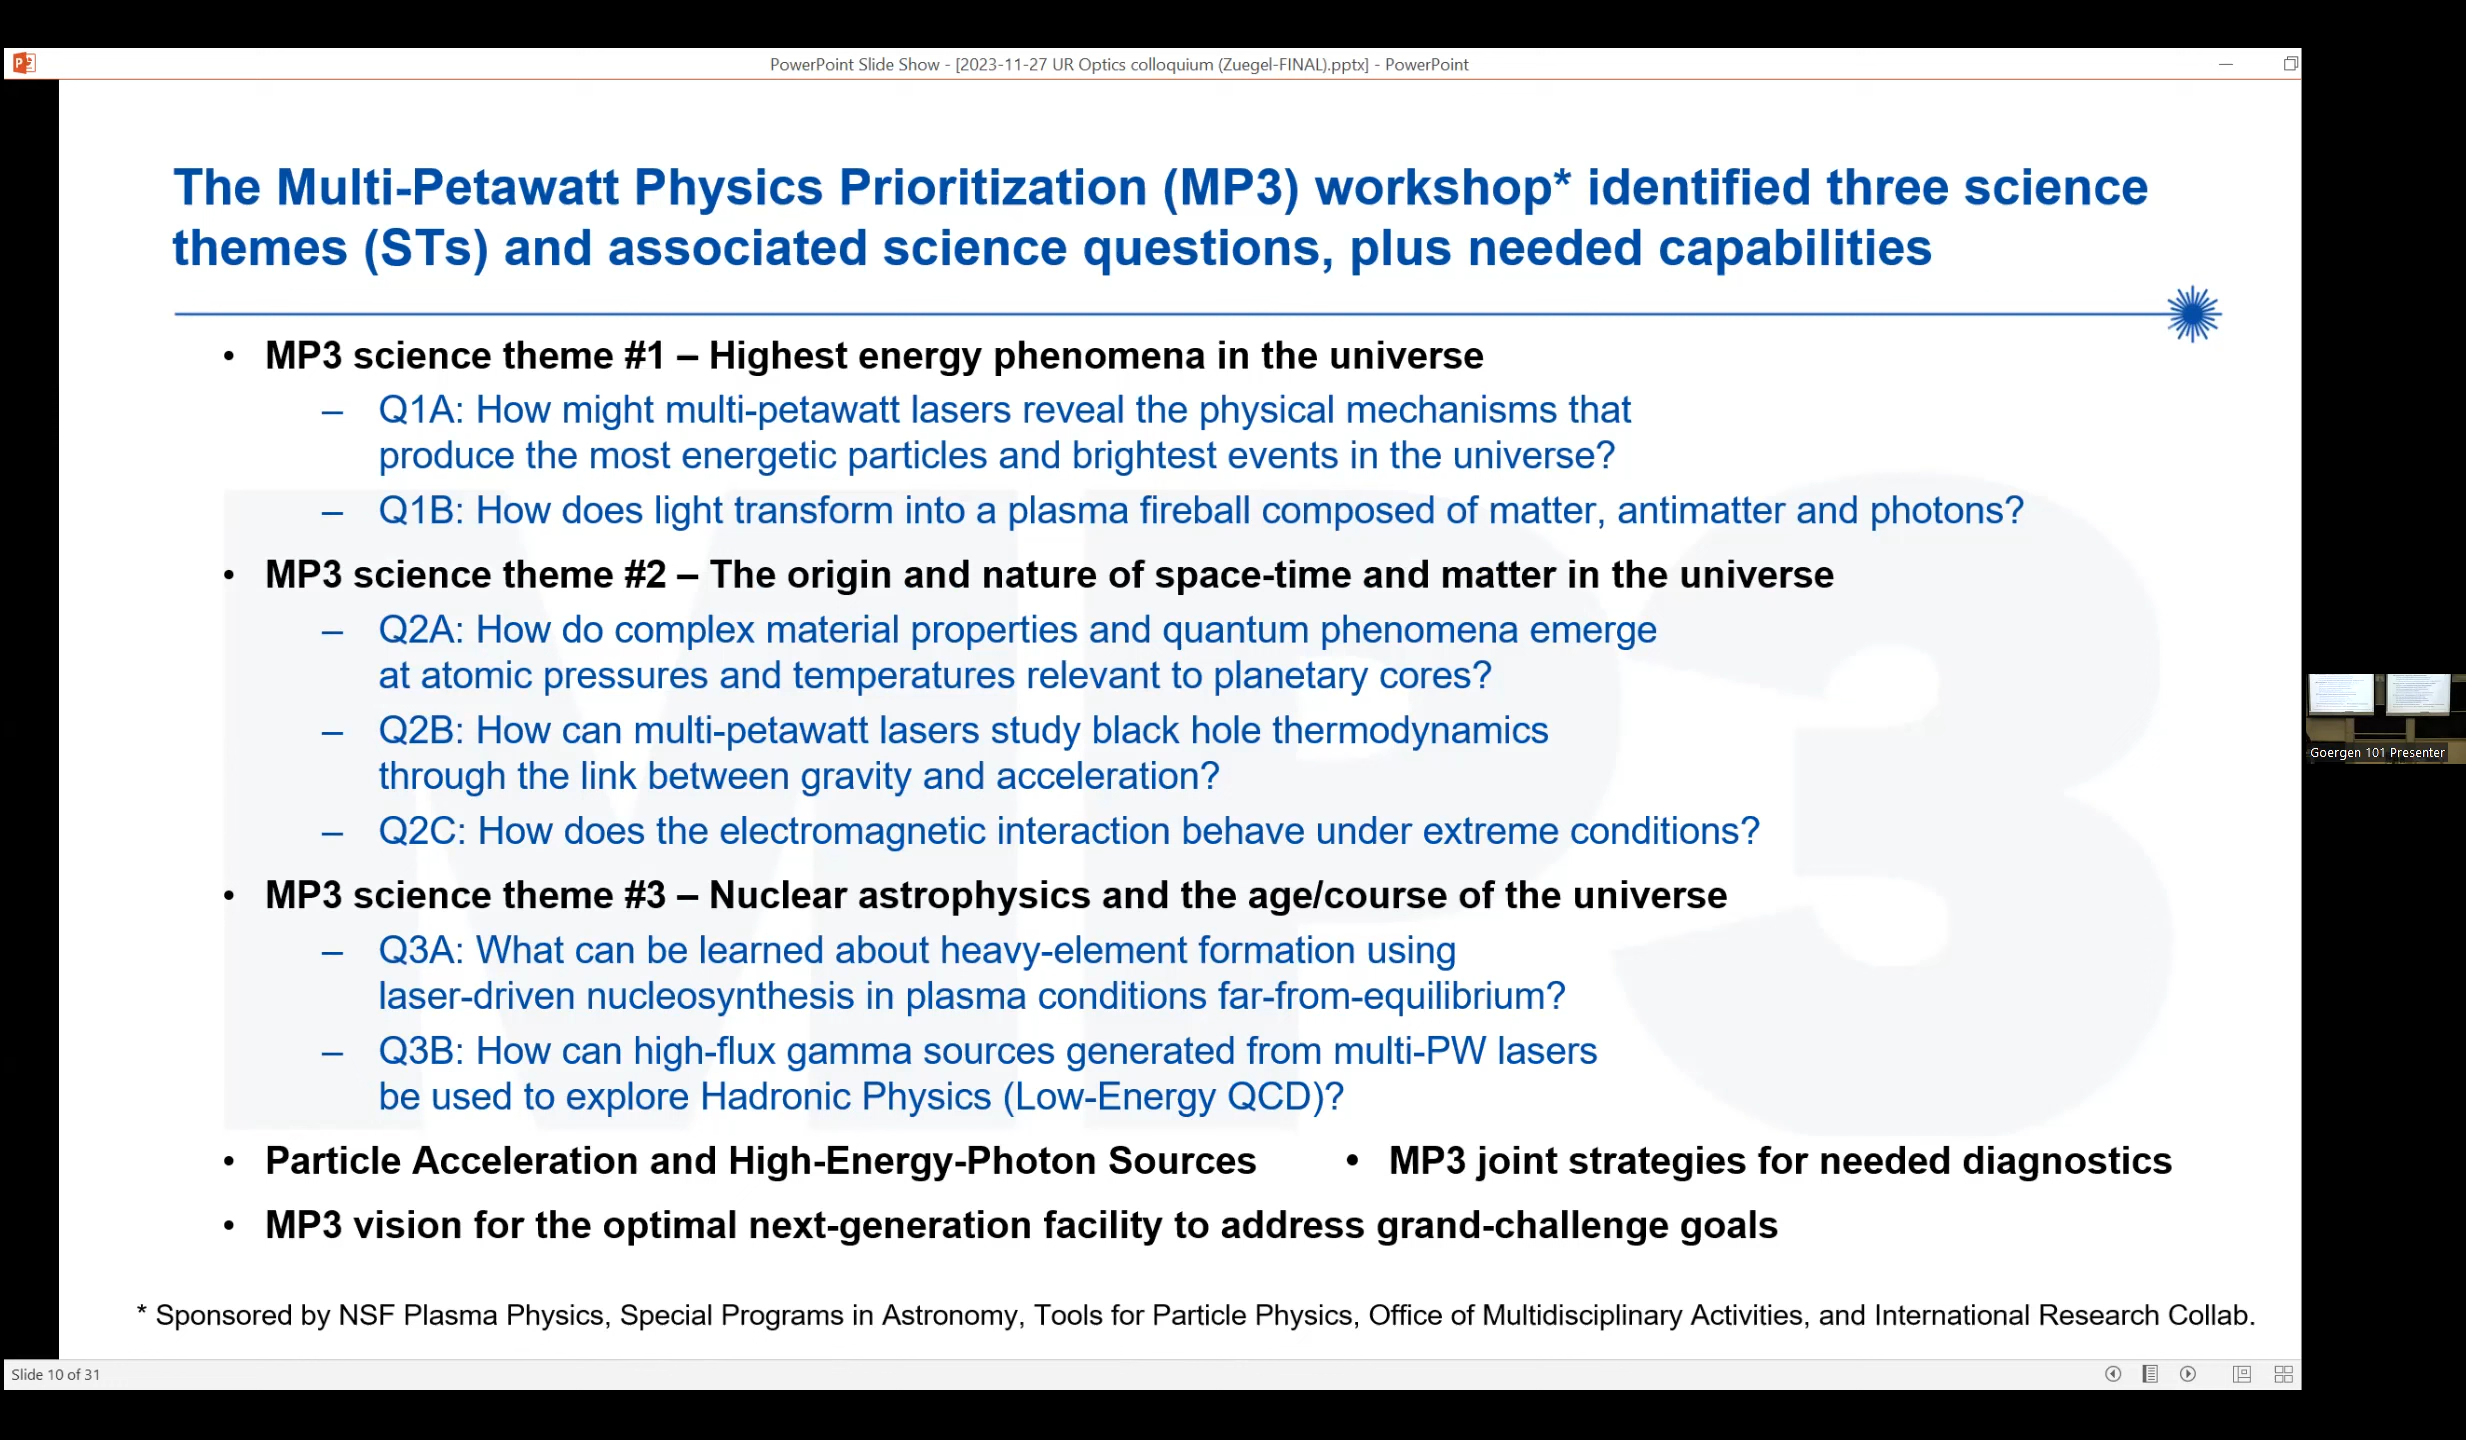 PowerPoint Slide Show - [2023-11-27 UR Optics colloquium (Zuegel-FINAL).pptx] - PowerPoint
The Multi-Petawatt Physics Prioritization (MP3) workshop* identified three science
themes (STs) and associated science questions, plus needed capabilities
• MP3 science theme #1 – Highest energy phenomena in the universe
– Q1A: How might multi-petawatt lasers reveal the physical mechanisms that
produce the most energetic particles and brightest events in the universe?
– Q1B: How does light transform into a plasma fireball composed of matter, antimatter and photons?
• MP3 science theme #2 – The origin and nature of space-time and matter in the universe
– Q2A: How do complex material properties and quantum phenomena emerge
at atomic pressures and temperatures relevant to planetary cores?
– Q2B: How can multi-petawatt lasers study black hole thermodynamics
through the link between gravity and acceleration?
– Q2C: How does the electromagnetic interaction behave under extreme conditions?
• MP3 science theme #3 – Nuclear astrophysics and the age/course of the universe
– Q3A: What can be learned about heavy-element formation using
laser-driven nucleosynthesis in plasma conditions far-from-equilibrium?
– Q3B: How can high-flux gamma sources generated from multi-PW lasers
be used to explore Hadronic Physics (Low-Energy QCD)?
• Particle Acceleration and High-Energy-Photon Sources • MP3 joint strategies for needed diagnostics
• MP3 vision for the optimal next-generation facility to address grand-challenge goals
* Sponsored by NSF Plasma Physics, Special Programs in Astronomy, Tools for Particle Physics, Office of Multidisciplinary Activities, and International Research Collab.
MP3
Slide 10 of 31
Goergen 101 Presenter